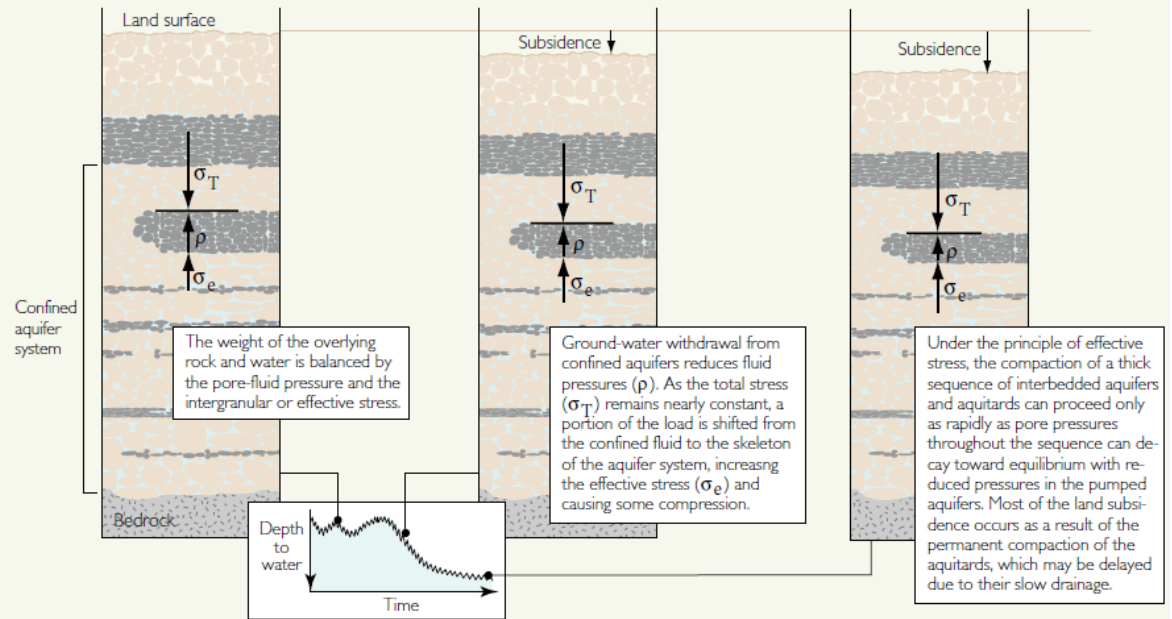 Land surface
Subsidence
Subsidence
σT
ρ
σe
σT
ρ
σe
σT
ρ
σe
Confined
aquifer
system
The weight of the overlying
rock and water is balanced by
the pore-fluid pressure and the
intergranular or effective stress.
Ground-water withdrawal from
confined aquifers reduces fluid
pressures (ρ). As the total stress
(σT) remains nearly constant, a
portion of the load is shifted from
the confined fluid to the skeleton
of the aquifer system, increasng
the effective stress (σe) and
causing some compression.
Under the principle of effective
stress, the compaction of a thick
sequence of interbedded aquifers
and aquitards can proceed only
as rapidly as pore pressures
throughout the sequence can de-
cay toward equilibrium with re-
duced pressures in the pumped
aquifers. Most of the land subsi-
dence occurs as a result of the
permanent compaction of the
aquitards, which may be delayed
due to their slow drainage.
Bedrock
Depth
to
water
Time